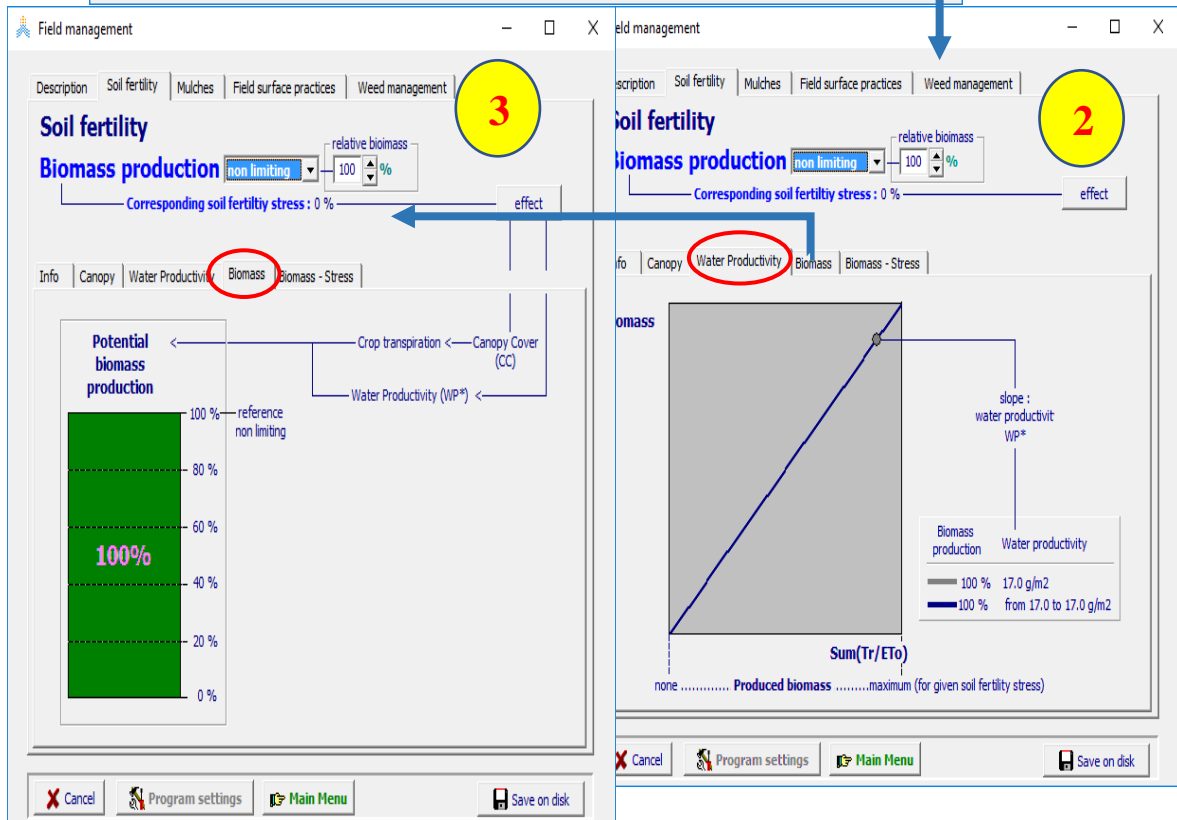 Field management
Description Soil fertility Mulches Field surface practices Weed management
3
Soil fertility
relative bioimass
Biomass production non limiting 100 %
Corresponding soil fertiltiy stress : 0 %
effect
Info Canopy Water Productivity Biomass Biomass - Stress
Potential
biomass
production
< Crop transpiration < Canopy Cover
(CC)
Water Productivity (WP*) <
100 % reference
non limiting
80 %
60 %
100%
40 %
20 %
0 %
Cancel Program settings Main Menu Save on disk
eld management
scription Soil fertility Mulches Field surface practices Weed management
2
Soil fertility
relative biomass
Biomass production non limiting 100 %
Corresponding soil fertiltiy stress : 0 %
effect
nfo Canopy Water Productivity Biomass Biomass - Stress
omass
slope :
water productivit
WP*
Biomass
production Water productivity
100 % 17.0 g/m2
100 % from 17.0 to 17.0 g/m2
Sum(Tr/ETo)
none ............. Produced biomass .........maximum (for given soil fertility stress)
Cancel Program settings Main Menu Save on disk